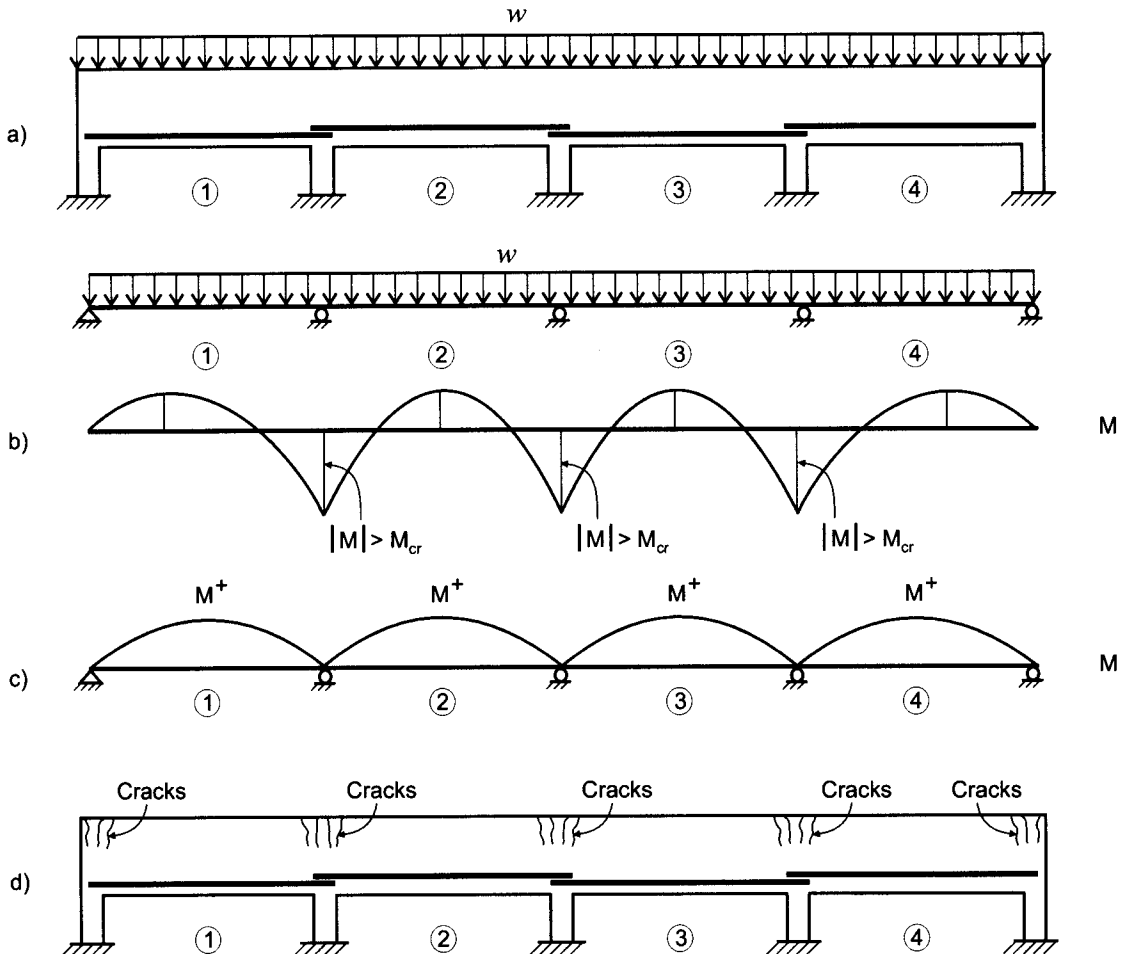 w
a)
① ② ③ ④
w
① ② ③ ④
b)
M
|M| > Mcr |M| > Mcr |M| > Mcr
M+ M+ M+ M+
c)
M
① ② ③ ④
Cracks Cracks Cracks Cracks Cracks
d)
① ② ③ ④